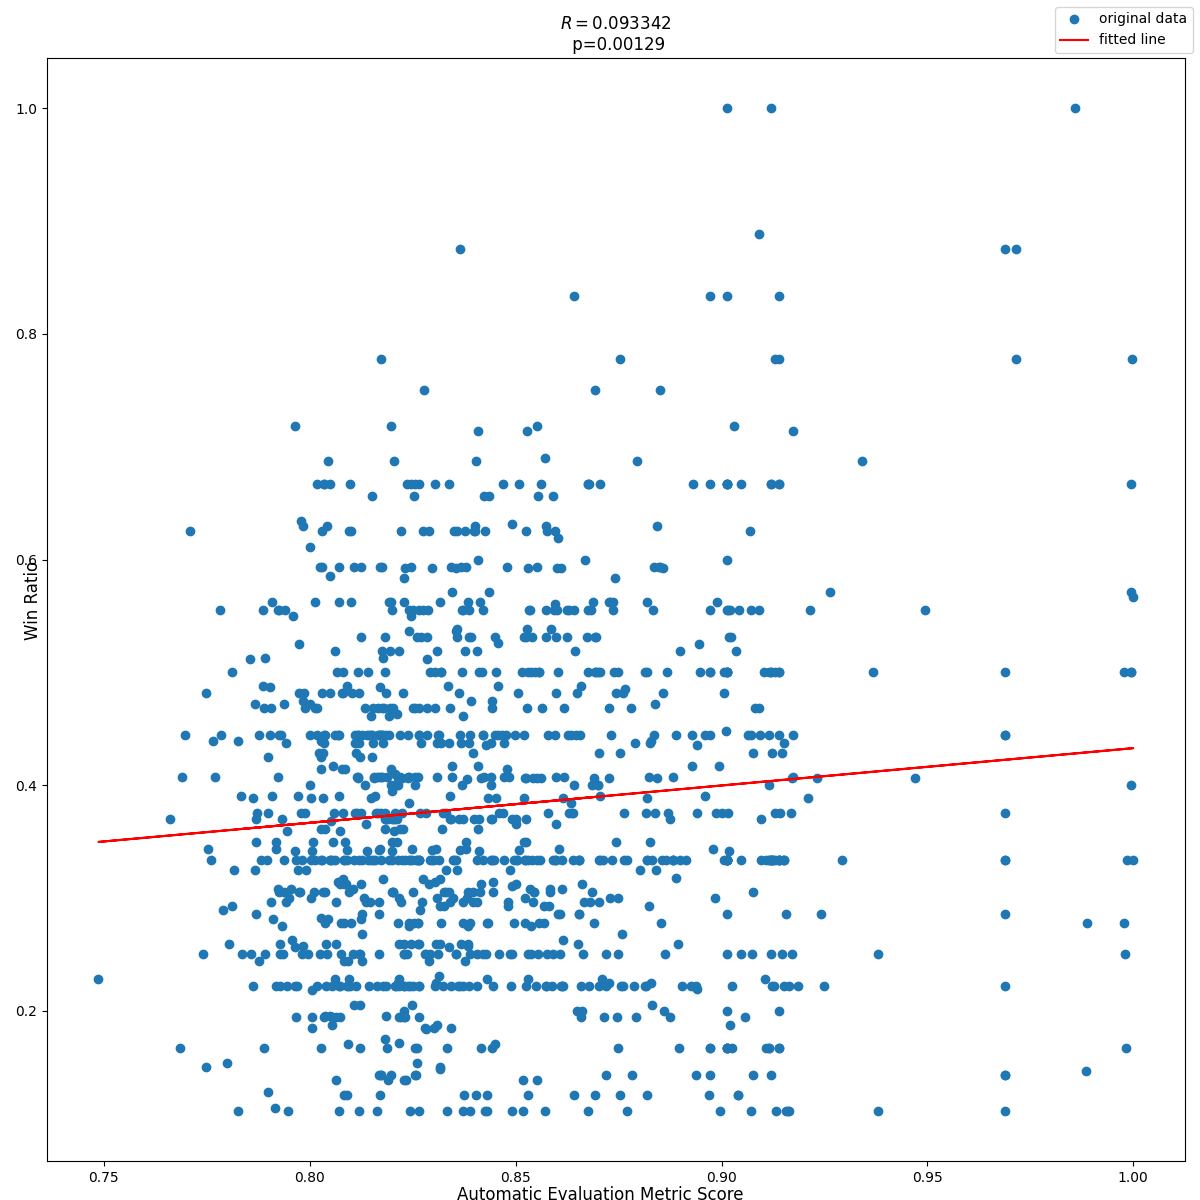 R = 0.093342
p=0.00129
original data
fitted line
1.0
0.8
0.6
0.4
0.2
Win Ratio
0.75
0.80
0.85
0.90
0.95
1.00
Automatic Evaluation Metric Score